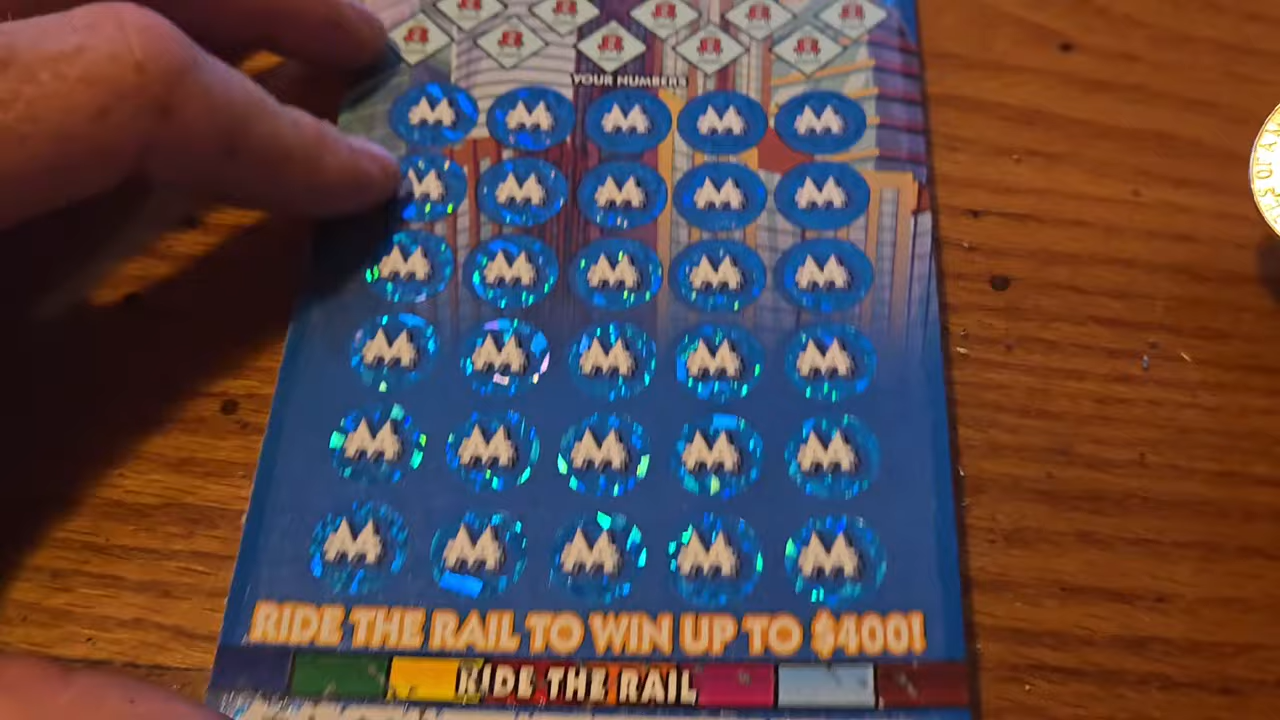 YOUR NUMBERS
RIDE THE RAIL TO WIN UP TO $400!
RIDE THE RAIL